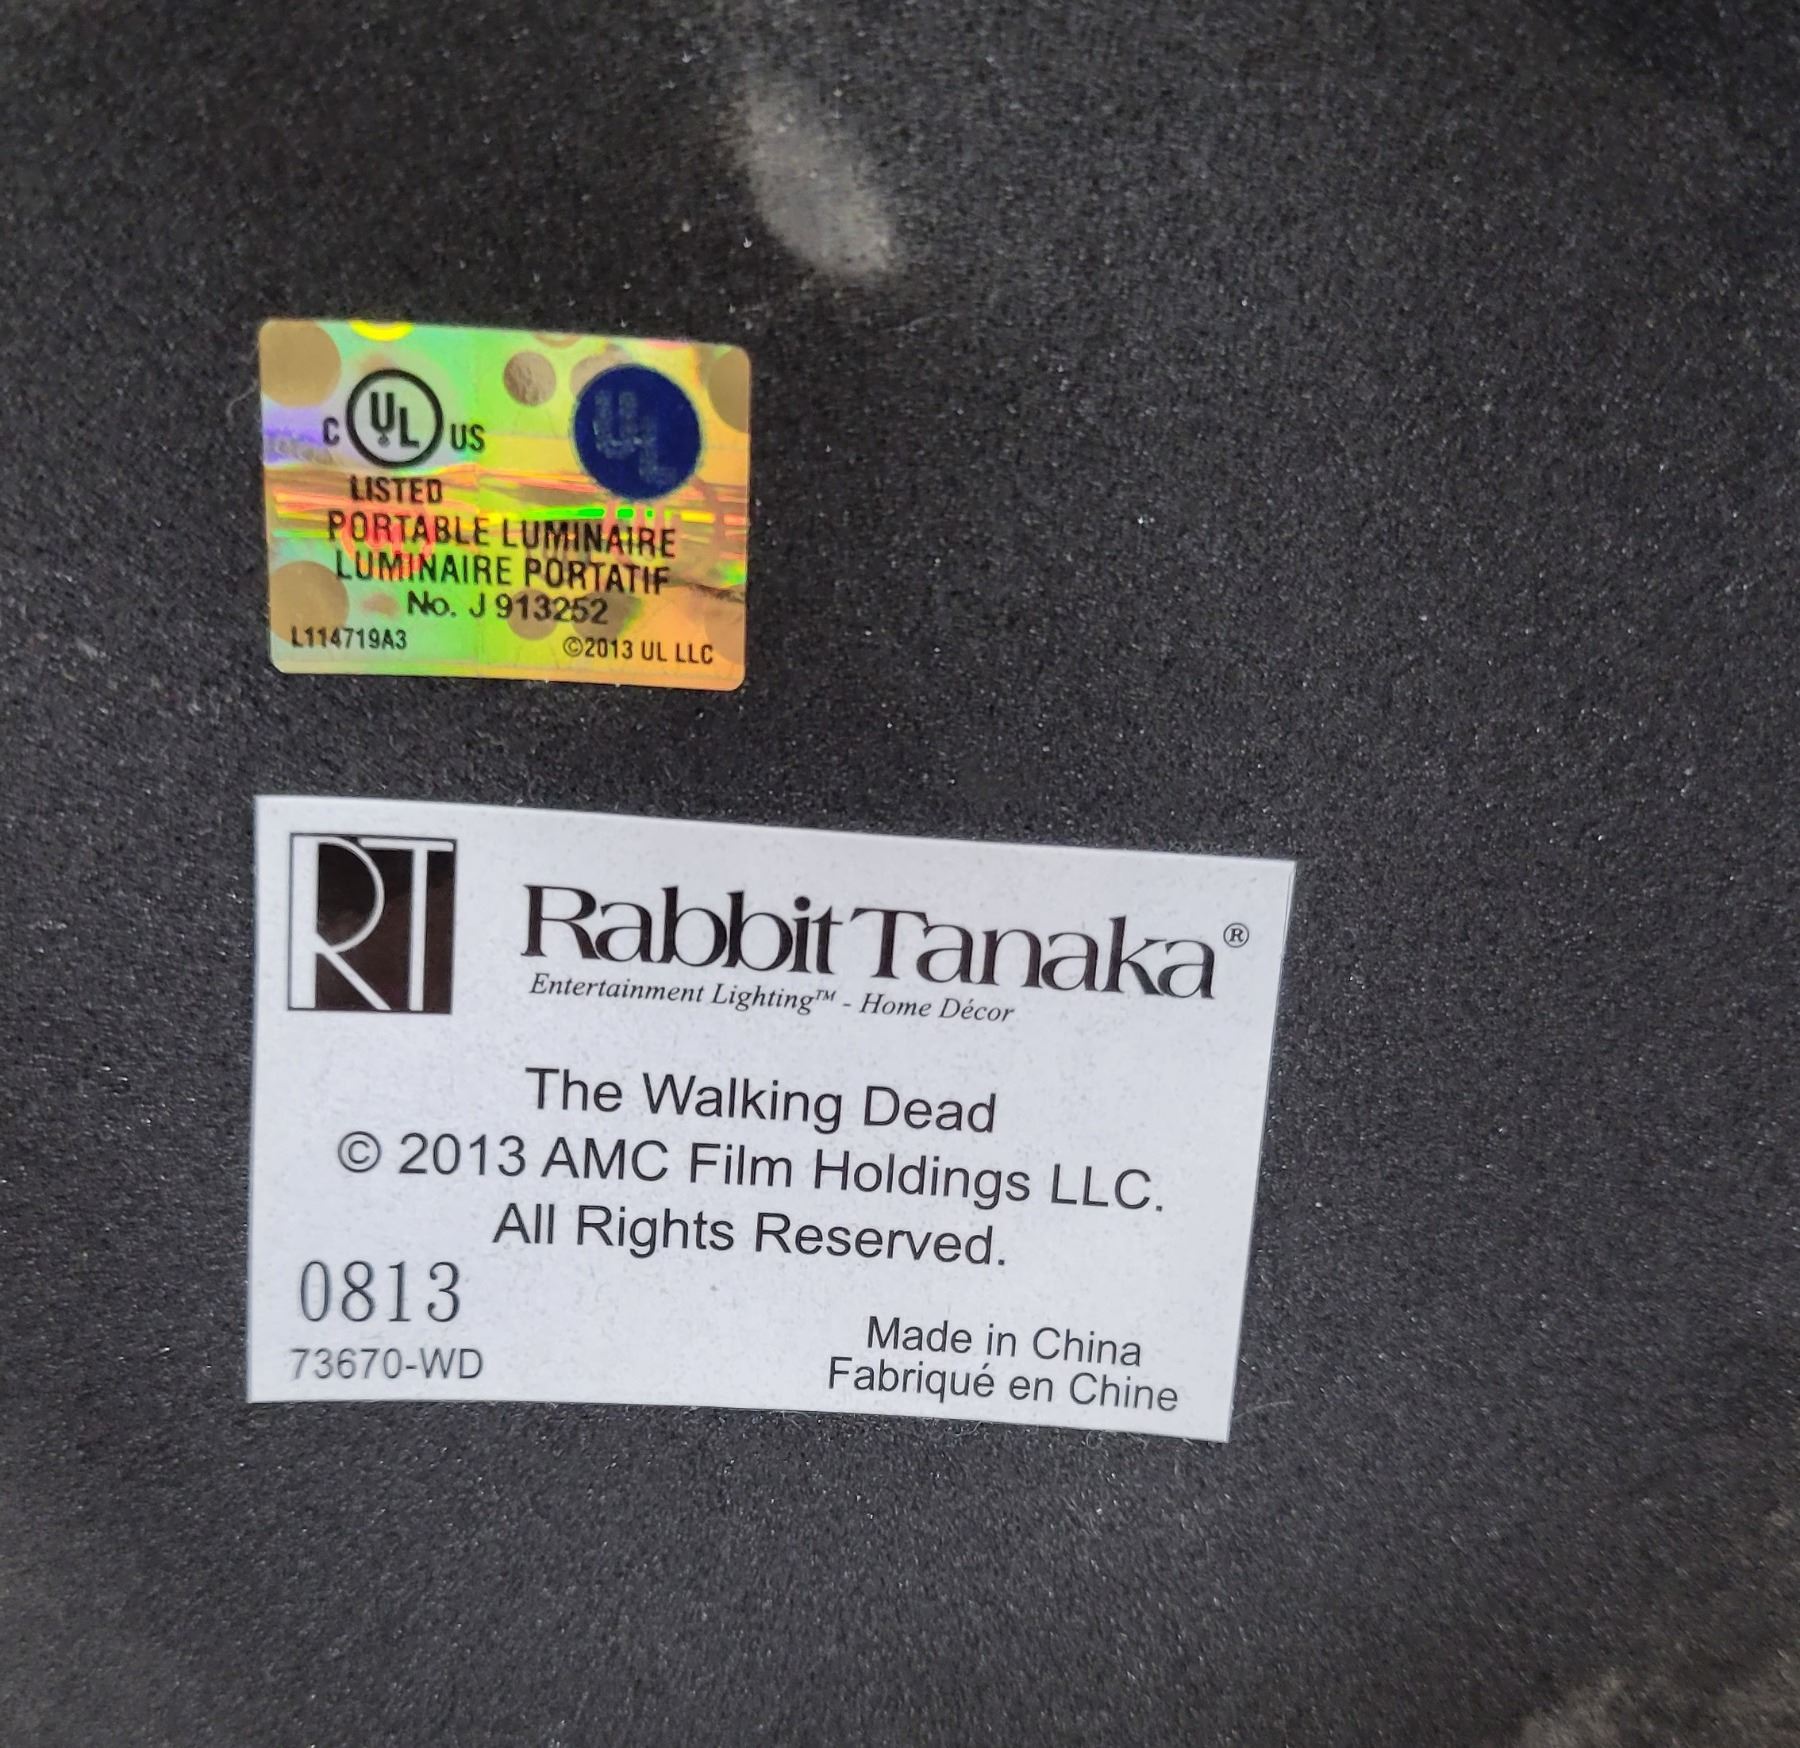 C UL US
LISTED
PORTABLE LUMINAIRE
LUMINAIRE PORTATIF
No. J 913252
L114719A3 ©2013 UL LLC
RT
Rabbit Tanaka®
Entertainment Lighting™ - Home Décor
The Walking Dead
© 2013 AMC Film Holdings LLC.
All Rights Reserved.
0813
73670-WD
Made in China
Fabriqué en Chine